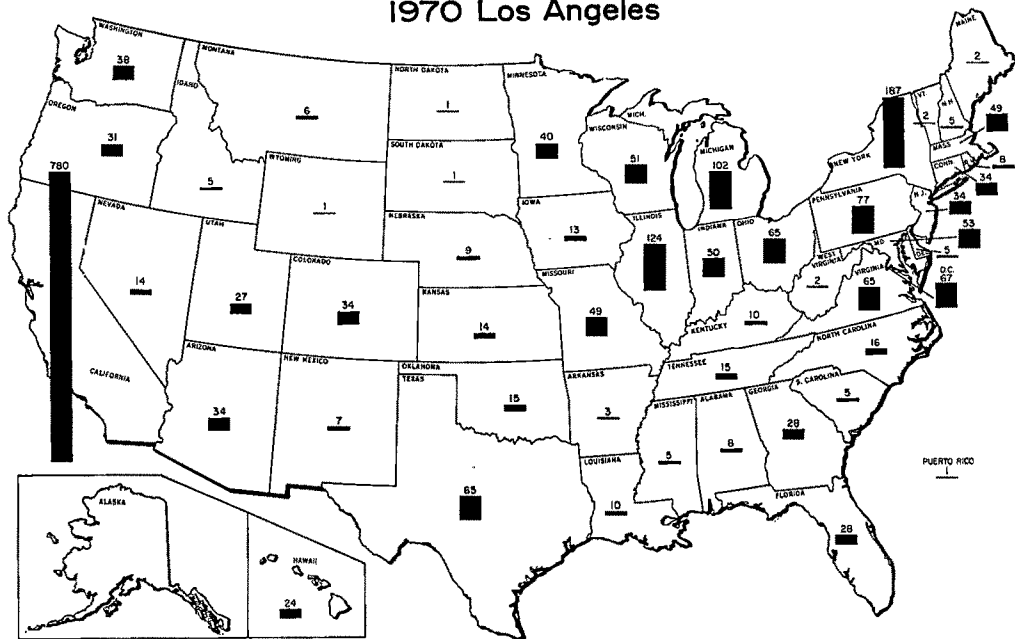 1970 Los Angeles
WASHINGTON
38
OREGON
31
780
CALIFORNIA
NEVADA
14
IDAHO
5
MONTANA
6
WYOMING
1
UTAH
27
COLORADO
34
ARIZONA
34
NEW MEXICO
7
NORTH DAKOTA
1
SOUTH DAKOTA
1
NEBRASKA
9
KANSAS
14
OKLAHOMA
15
TEXAS
65
MINNESOTA
40
IOWA
13
MISSOURI
49
ARKANSAS
3
LOUISIANA
10
WISCONSIN
51
MICH.
MICHIGAN
102
ILLINOIS
124
INDIANA
50
OHIO
65
KENTUCKY
10
TENNESSEE
15
MISSISSIPPI
5
ALABAMA
8
GEORGIA
28
FLORIDA
28
S. CAROLINA
5
NORTH CAROLINA
16
VIRGINIA
65
WEST
VIRGINIA
2
PENNSYLVANIA
77
NEW YORK
187
VT
2
N.H.
5
MAINE
2
MASS
49
CONN
R.I.
8
34
N.J.
34
MD
53
DEL
5
D.C.
67
PUERTO RICO
1
ALASKA
HAWAII
24